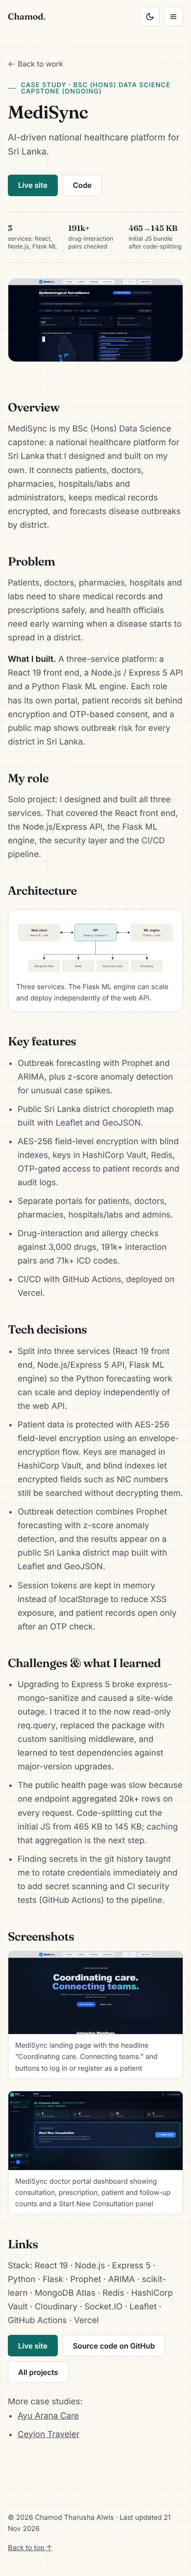 Chamod.
← Back to work
CASE STUDY · BSC (HONS) DATA SCIENCE
CAPSTONE (ONGOING)
MediSync
AI-driven national healthcare platform for
Sri Lanka.
Live site
Code
3
services: React,
Node.js, Flask ML
191k+
drug-interaction
pairs checked
465→145 KB
initial JS bundle
after code-splitting
Epidemiological Surveillance
Overview
MediSync is my BSc (Hons) Data Science
capstone: a national healthcare platform for
Sri Lanka that I designed and built on my
own. It connects patients, doctors,
pharmacies, hospitals/labs and
administrators, keeps medical records
encrypted, and forecasts disease outbreaks
by district.
Problem
Patients, doctors, pharmacies, hospitals and
labs need to share medical records and
prescriptions safely, and health officials
need early warning when a disease starts to
spread in a district.
What I built. A three-service platform: a
React 19 front end, a Node.js / Express 5 API
and a Python Flask ML engine. Each role
has its own portal, patient records sit behind
encryption and OTP-based consent, and a
public map shows outbreak risk for every
district in Sri Lanka.
My role
Solo project: I designed and built all three
services. That covered the React front end,
the Node.js/Express API, the Flask ML
engine, the security layer and the CI/CD
pipeline.
Architecture
Web client
API
ML engine
Three services. The Flask ML engine can scale
and deploy independently of the web API.
Key features
• Outbreak forecasting with Prophet and
ARIMA, plus z-score anomaly detection
for unusual case spikes.
• Public Sri Lanka district choropleth map
built with Leaflet and GeoJSON.
• AES-256 field-level encryption with blind
indexes, keys in HashiCorp Vault, Redis,
OTP-gated access to patient records and
audit logs.
• Separate portals for patients, doctors,
pharmacies, hospitals/labs and admins.
• Drug-interaction and allergy checks
against 3,000 drugs, 191k+ interaction
pairs and 71k+ ICD codes.
• CI/CD with GitHub Actions, deployed on
Vercel.
Tech decisions
• Split into three services (React 19 front
end, Node.js/Express 5 API, Flask ML
engine) so the Python forecasting work
can scale and deploy independently of
the web API.
• Patient data is protected with AES-256
field-level encryption using an envelope-
encryption flow. Keys are managed in
HashiCorp Vault, and blind indexes let
encrypted fields such as NIC numbers
still be searched without decrypting them.
• Outbreak detection combines Prophet
forecasting with z-score anomaly
detection, and the results appear on a
public Sri Lanka district map built with
Leaflet and GeoJSON.
• Session tokens are kept in memory
instead of localStorage to reduce XSS
exposure, and patient records open only
after an OTP check.
Challenges & what I learned
• Upgrading to Express 5 broke express-
mongo-sanitize and caused a site-wide
outage. I traced it to the now read-only
req.query, replaced the package with
custom sanitising middleware, and
learned to test dependencies against
major-version upgrades.
• The public health page was slow because
one endpoint aggregated 20k+ rows on
every request. Code-splitting cut the
initial JS from 465 KB to 145 KB; caching
that aggregation is the next step.
• Finding secrets in the git history taught
me to rotate credentials immediately and
to add secret scanning and CI security
tests (GitHub Actions) to the pipeline.
Screenshots
Coordinating care.
Connecting systems.
MediSync landing page with the headline
“Coordinating care. Connecting teams.” and
buttons to log in or register as a patient
Start New Consultation
MediSync doctor portal dashboard showing
consultation, prescription, patient and follow-up
counts and a Start New Consultation panel
Links
Stack: React 19 · Node.js · Express 5 ·
Python · Flask · Prophet · ARIMA · scikit-
learn · MongoDB Atlas · Redis · HashiCorp
Vault · Cloudinary · Socket.IO · Leaflet ·
GitHub Actions · Vercel
Live site
Source code on GitHub
All projects
More case studies:
• Ayu Arana Care
• Ceylon Traveler
© 2026 Chamod Tharusha Alwis · Last updated 21
Nov 2026
Back to top ↑